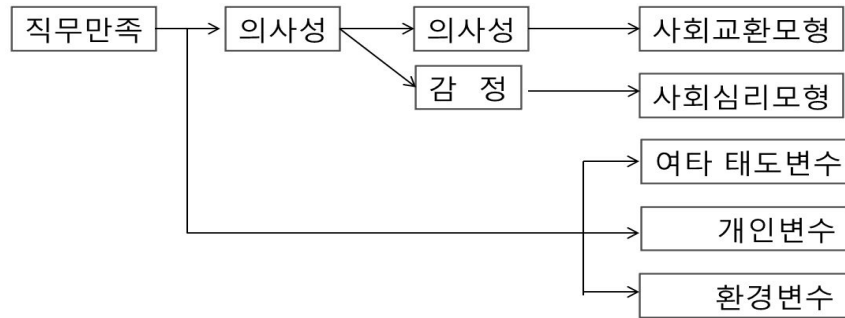 직무만족 의사성 의사성 사회교환모형
감 정 사회심리모형
여타 태도변수
개인변수
환경변수